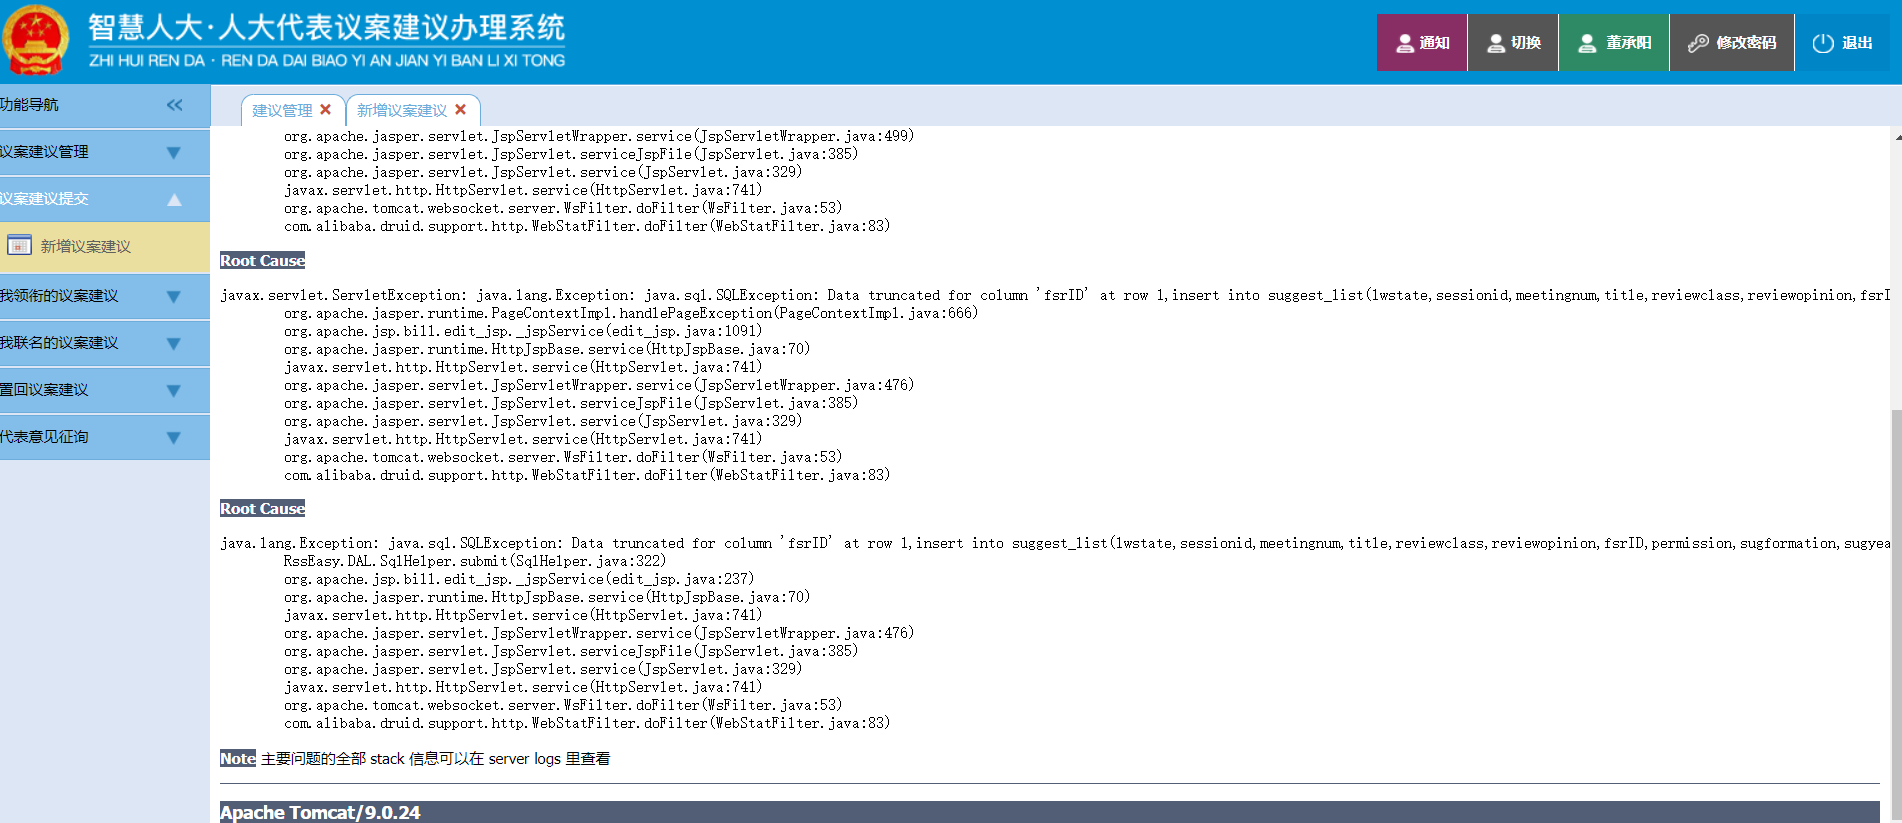 智慧人大·人大代表议案建议办理系统
ZHI HUI REN DA · REN DA DAI BIAO YI AN JIAN YI BAN LI XI TONG
通知
切换
董承阳
修改密码
退出
功能导航
议案建议管理
议案建议提交
新增议案建议
我领衔的议案建议
我联名的议案建议
置回议案建议
代表意见征询
建议管理
新增议案建议
org.apache.jasper.servlet.JspServletWrapper.service(JspServletWrapper.java:499)
org.apache.jasper.servlet.JspServlet.serviceJspFile(JspServlet.java:385)
org.apache.jasper.servlet.JspServlet.service(JspServlet.java:329)
javax.servlet.http.HttpServlet.service(HttpServlet.java:741)
org.apache.tomcat.websocket.server.WsFilter.doFilter(WsFilter.java:53)
com.alibaba.druid.support.http.WebStatFilter.doFilter(WebStatFilter.java:83)
Root Cause
javax.servlet.ServletException: java.lang.Exception: java.sql.SQLException: Data truncated for column 'fsrID' at row 1,insert into suggest_list(lwstate,sessionid,meetingnum,title,reviewclass,reviewopinion,fsrI
org.apache.jasper.runtime.PageContextImpl.handlePageException(PageContextImpl.java:666)
org.apache.jsp.bill.edit_jsp._jspService(edit_jsp.java:1091)
org.apache.jasper.runtime.HttpJspBase.service(HttpJspBase.java:70)
javax.servlet.http.HttpServlet.service(HttpServlet.java:741)
org.apache.jasper.servlet.JspServletWrapper.service(JspServletWrapper.java:476)
org.apache.jasper.servlet.JspServlet.serviceJspFile(JspServlet.java:385)
org.apache.jasper.servlet.JspServlet.service(JspServlet.java:329)
javax.servlet.http.HttpServlet.service(HttpServlet.java:741)
org.apache.tomcat.websocket.server.WsFilter.doFilter(WsFilter.java:53)
com.alibaba.druid.support.http.WebStatFilter.doFilter(WebStatFilter.java:83)
Root Cause
java.lang.Exception: java.sql.SQLException: Data truncated for column 'fsrID' at row 1,insert into suggest_list(lwstate,sessionid,meetingnum,title,reviewclass,reviewopinion,fsrID,permission,sugformation,sugyea
RssEasy.DAL.SqlHelper.submit(SqlHelper.java:322)
org.apache.jsp.bill.edit_jsp._jspService(edit_jsp.java:237)
org.apache.jasper.runtime.HttpJspBase.service(HttpJspBase.java:70)
javax.servlet.http.HttpServlet.service(HttpServlet.java:741)
org.apache.jasper.servlet.JspServletWrapper.service(JspServletWrapper.java:476)
org.apache.jasper.servlet.JspServlet.serviceJspFile(JspServlet.java:385)
org.apache.jasper.servlet.JspServlet.service(JspServlet.java:329)
javax.servlet.http.HttpServlet.service(HttpServlet.java:741)
org.apache.tomcat.websocket.server.WsFilter.doFilter(WsFilter.java:53)
com.alibaba.druid.support.http.WebStatFilter.doFilter(WebStatFilter.java:83)
Note 主要问题的全部 stack 信息可以在 server logs 里查看
Apache Tomcat/9.0.24